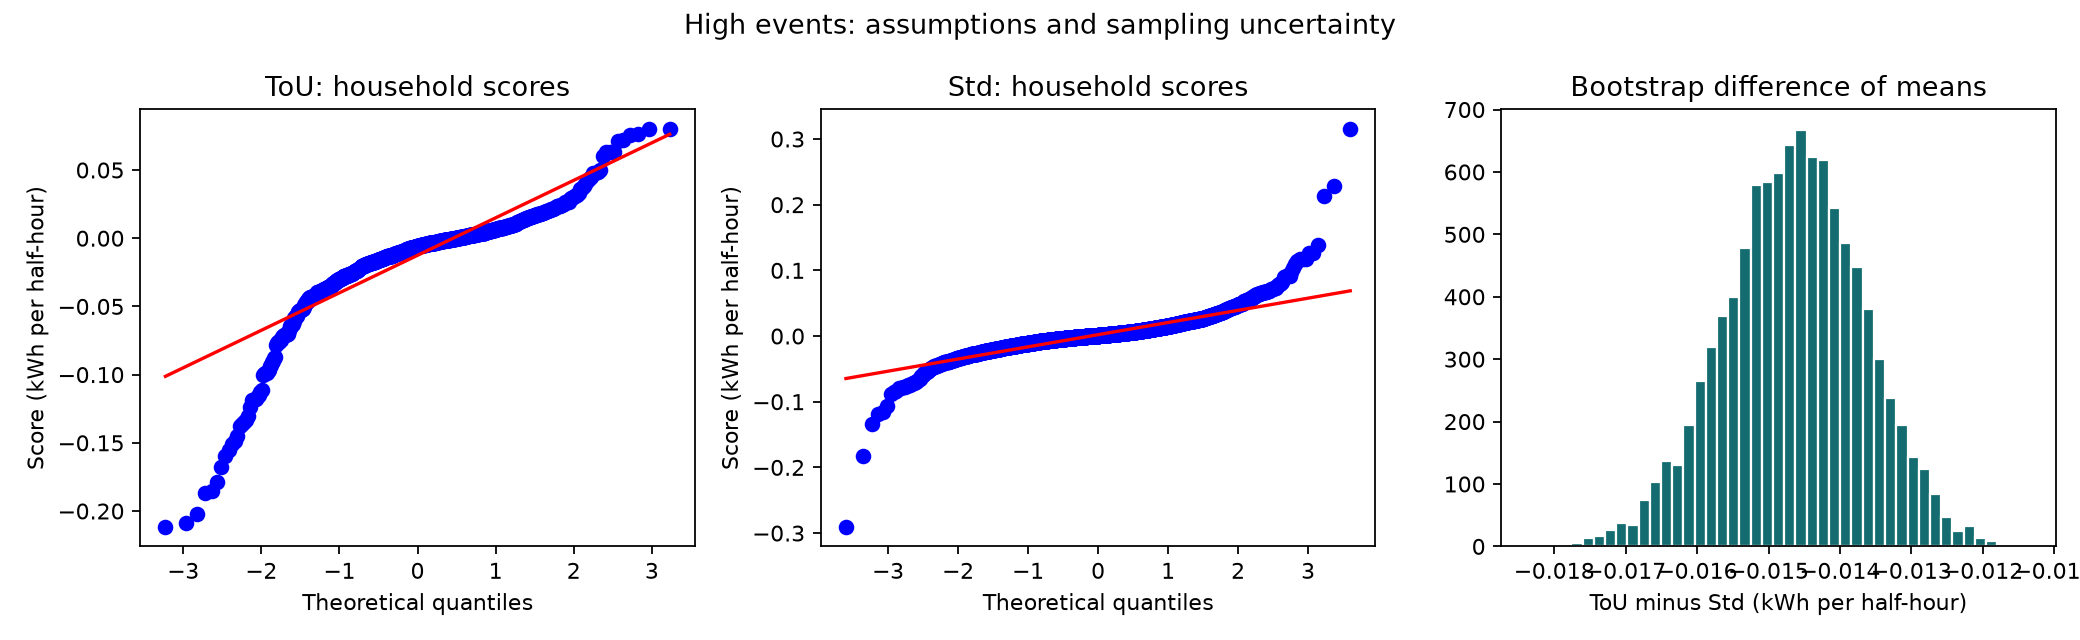 High events: assumptions and sampling uncertainty
ToU: household scores
Score (kWh per half-hour)
0.05
0.00
−0.05
−0.10
−0.15
−0.20
−3 −2 −1 0 1 2 3
Theoretical quantiles
Std: household scores
Score (kWh per half-hour)
0.3
0.2
0.1
0.0
−0.1
−0.2
−0.3
−3 −2 −1 0 1 2 3
Theoretical quantiles
Bootstrap difference of means
700
600
500
400
300
200
100
0
−0.018 −0.017 −0.016 −0.015 −0.014 −0.013 −0.012 −0.01
ToU minus Std (kWh per half-hour)